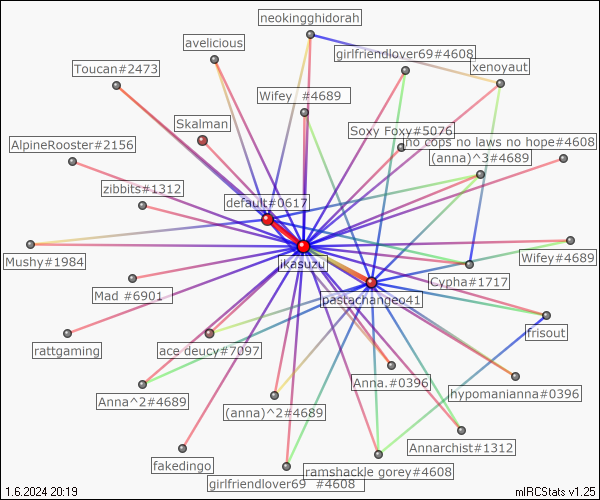 neokingghidorah
avelicious
girlfriendlover69#4608
Toucan#2473
xenoyaut
Wifey_#4689
Skalman
Soxy Foxy#5076
no cops no laws no hope#4608
AlpineRooster#2156
(anna)^3#4689
zibbits#1312
default#0617
Mushy#1984
ikasuzu
Wifey#4689
Cypha#1717
Mad_#6901
pastachangeo41
frisout
rattgaming
ace deucy#7097
Anna.#0396
hypomanianna#0396
Anna^2#4689
(anna)^2#4689
Annarchist#1312
fakedingo
ramshackle gorey#4608
girlfriendlover69_#4608
1.6.2024 20:19
mIRCStats v1.25